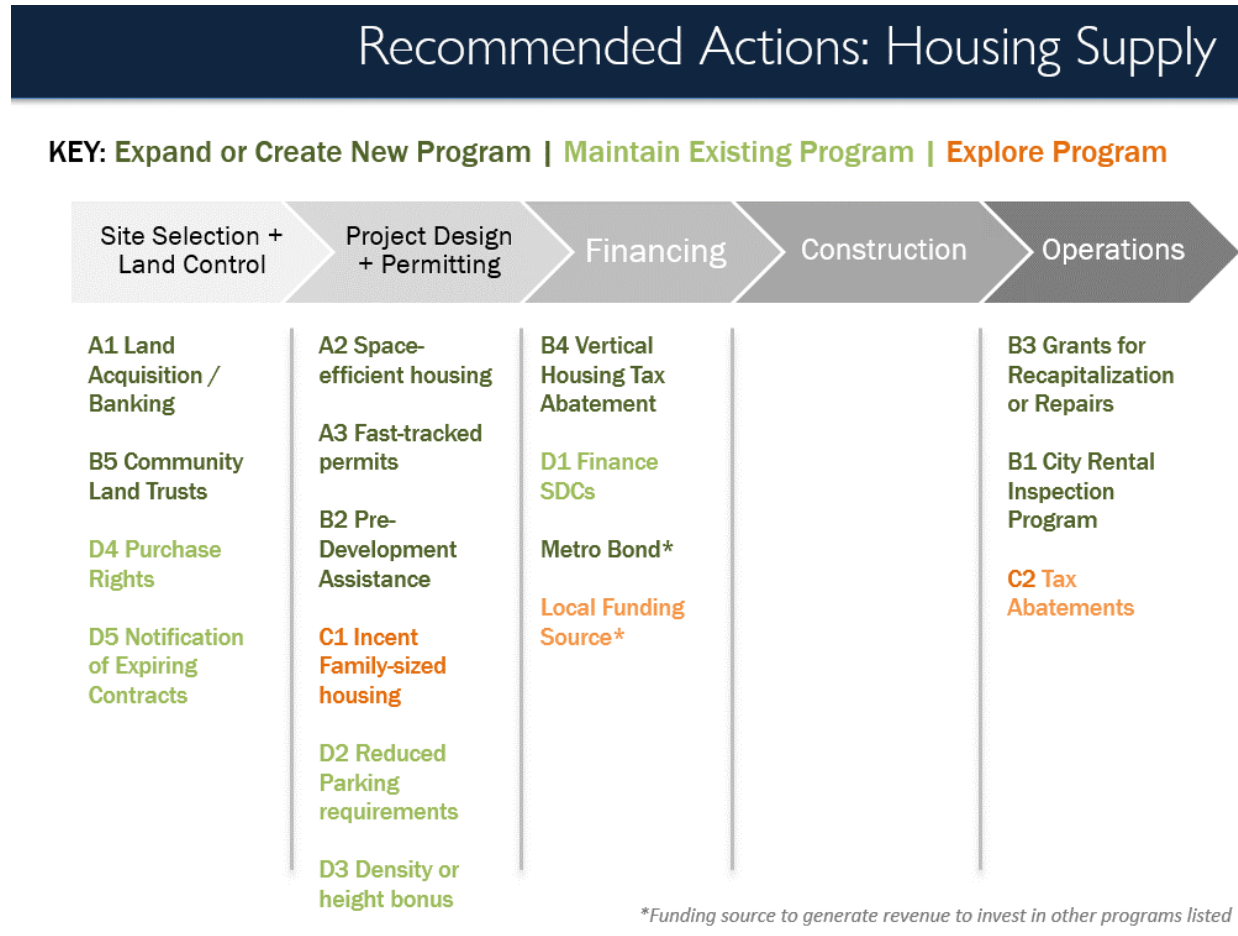 Recommended Actions: Housing Supply
KEY: Expand or Create New Program | Maintain Existing Program | Explore Program
Site Selection +
Land Control
Project Design
+ Permitting
Financing
Construction
Operations
A1 Land
Acquisition /
Banking
B5 Community
Land Trusts
D4 Purchase
Rights
D5 Notification
of Expiring
Contracts
A2 Space-
efficient housing
A3 Fast-tracked
permits
B2 Pre-
Development
Assistance
C1 Incent
Family-sized
housing
D2 Reduced
Parking
requirements
D3 Density or
height bonus
B4 Vertical
Housing Tax
Abatement
D1 Finance
SDCs
Metro Bond*
Local Funding
Source*
B3 Grants for
Recapitalization
or Repairs
B1 City Rental
Inspection
Program
C2 Tax
Abatements
*Funding source to generate revenue to invest in other programs listed